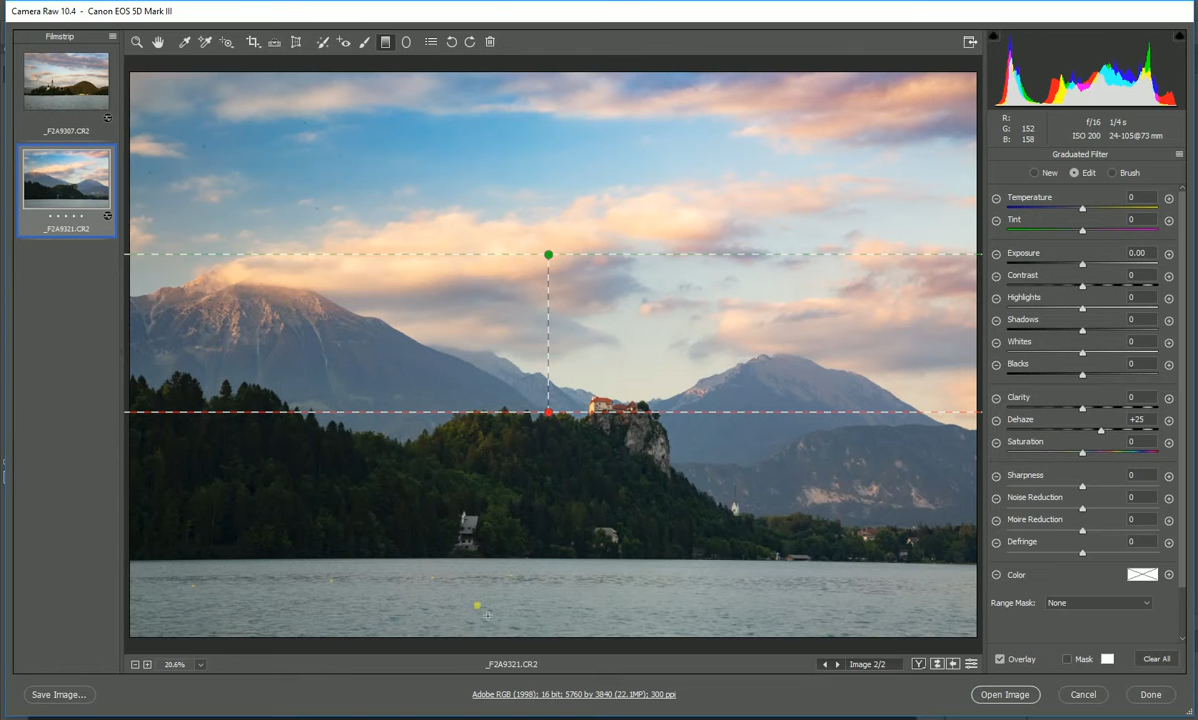 Camera Raw 10.4 - Canon EOS 5D Mark III
Filmstrip
_F2A9307.CR2
_F2A9321.CR2
R:
G: 152
B: 158
f/16 1/4 s
ISO 200 24-105@73 mm
Graduated Filter
New Edit Brush
Temperature 0
Tint 0
Exposure 0.00
Contrast 0
Highlights 0
Shadows 0
Whites 0
Blacks 0
Clarity 0
Dehaze +25
Saturation 0
Sharpness 0
Noise Reduction 0
Moire Reduction 0
Defringe 0
Color
Range Mask: None
Overlay Mask Clear All
20.6% _F2A9321.CR2 Image 2/2 Y
Save Image... Adobe RGB (1998); 16 bit; 5760 by 3840 (22.1MP); 300 ppi Open Image Cancel Done